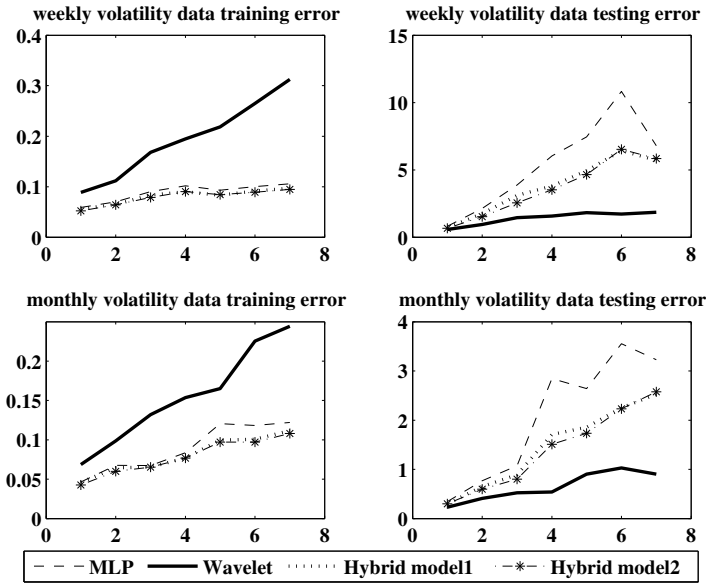 weekly volatility data training error
0.4
0.3
0.2
0.1
0
0 2 4 6 8
weekly volatility data testing error
15
10
5
0
0 2 4 6 8
monthly volatility data training error
0.2
0.15
0.1
0.05
0
0 2 4 6 8
monthly volatility data testing error
4
3
2
1
0
0 2 4 6 8
MLP Wavelet Hybrid model1 Hybrid model2